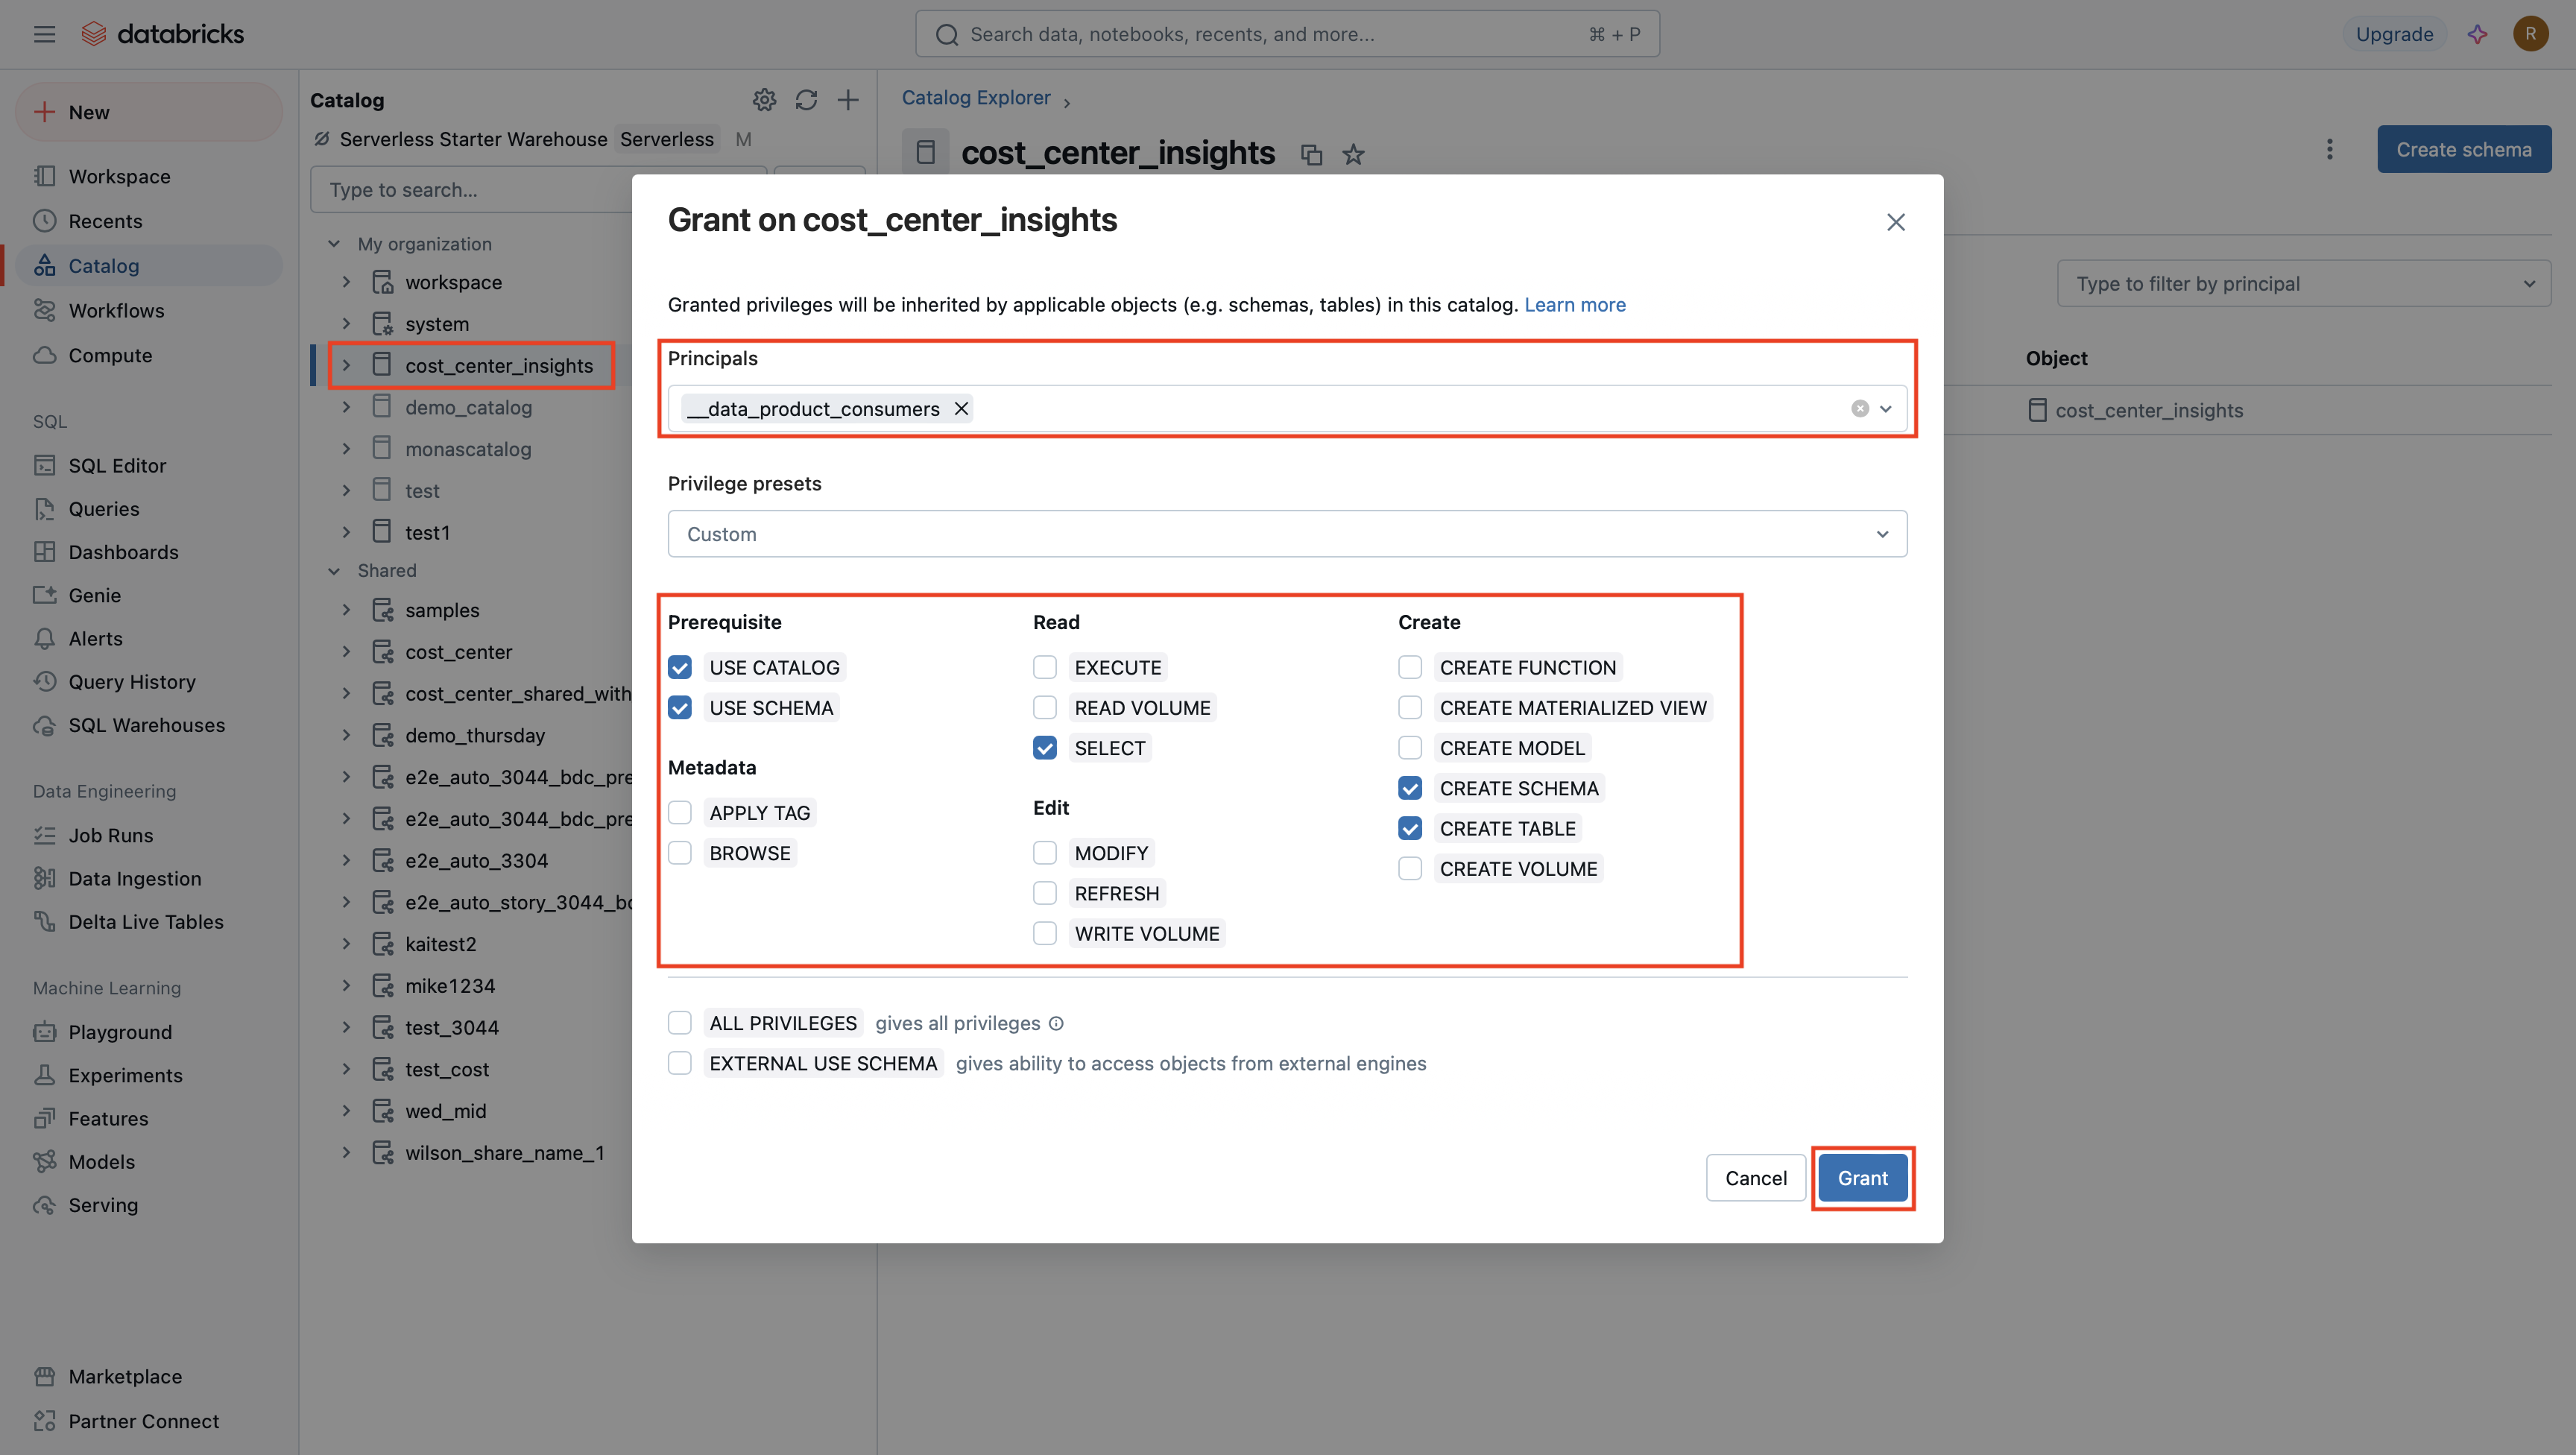 databricks
Search data, notebooks, recents, and more...
⌘ + P
Upgrade
R
New
Workspace
Recents
Catalog
Workflows
Compute
SQL
SQL Editor
Queries
Dashboards
Genie
Alerts
Query History
SQL Warehouses
Data Engineering
Job Runs
Data Ingestion
Delta Live Tables
Machine Learning
Playground
Experiments
Features
Models
Serving
Marketplace
Partner Connect
Catalog
Serverless Starter Warehouse Serverless M
Type to search...
My organization
workspace
system
cost_center_insights
demo_catalog
monascatalog
test
test1
Shared
samples
cost_center
cost_center_shared_with
demo_thursday
e2e_auto_3044_bdc_pre
e2e_auto_3044_bdc_pre
e2e_auto_3304
e2e_auto_story_3044_bd
kaitest2
mike1234
test_3044
test_cost
wed_mid
wilson_share_name_1
Catalog Explorer
cost_center_insights
Create schema
Type to filter by principal
Object
cost_center_insights
Grant on cost_center_insights
Granted privileges will be inherited by applicable objects (e.g. schemas, tables) in this catalog. Learn more
Principals
__data_product_consumers
Privilege presets
Custom
Prerequisite
USE CATALOG
USE SCHEMA
Metadata
APPLY TAG
BROWSE
Read
EXECUTE
READ VOLUME
SELECT
Edit
MODIFY
REFRESH
WRITE VOLUME
Create
CREATE FUNCTION
CREATE MATERIALIZED VIEW
CREATE MODEL
CREATE SCHEMA
CREATE TABLE
CREATE VOLUME
ALL PRIVILEGES gives all privileges
EXTERNAL USE SCHEMA gives ability to access objects from external engines
Cancel
Grant